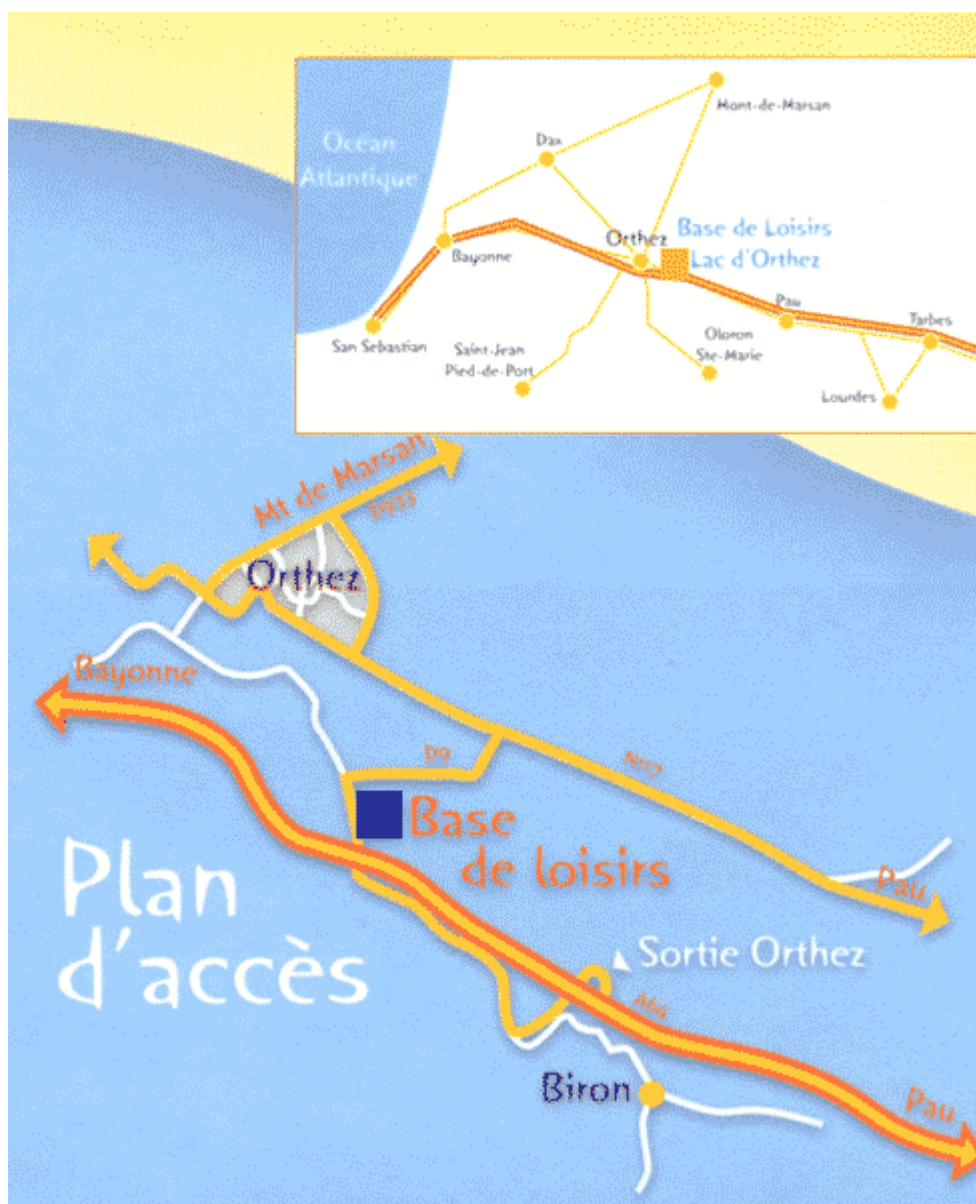 Océan
Atlantique
Mont-de-Marsan
Dax
Orthez
Base de Loisirs
Lac d'Orthez
Bayonne
Pau
Tarbes
San Sebastian
Saint-Jean
Pied-de-Port
Oloron
Ste-Marie
Lourdes
Mt de Marsan
D933
Orthez
Bayonne
D9
N117
Base
de loisirs
Pau
Plan
d'accès
Sortie Orthez
A64
Biron
Pau